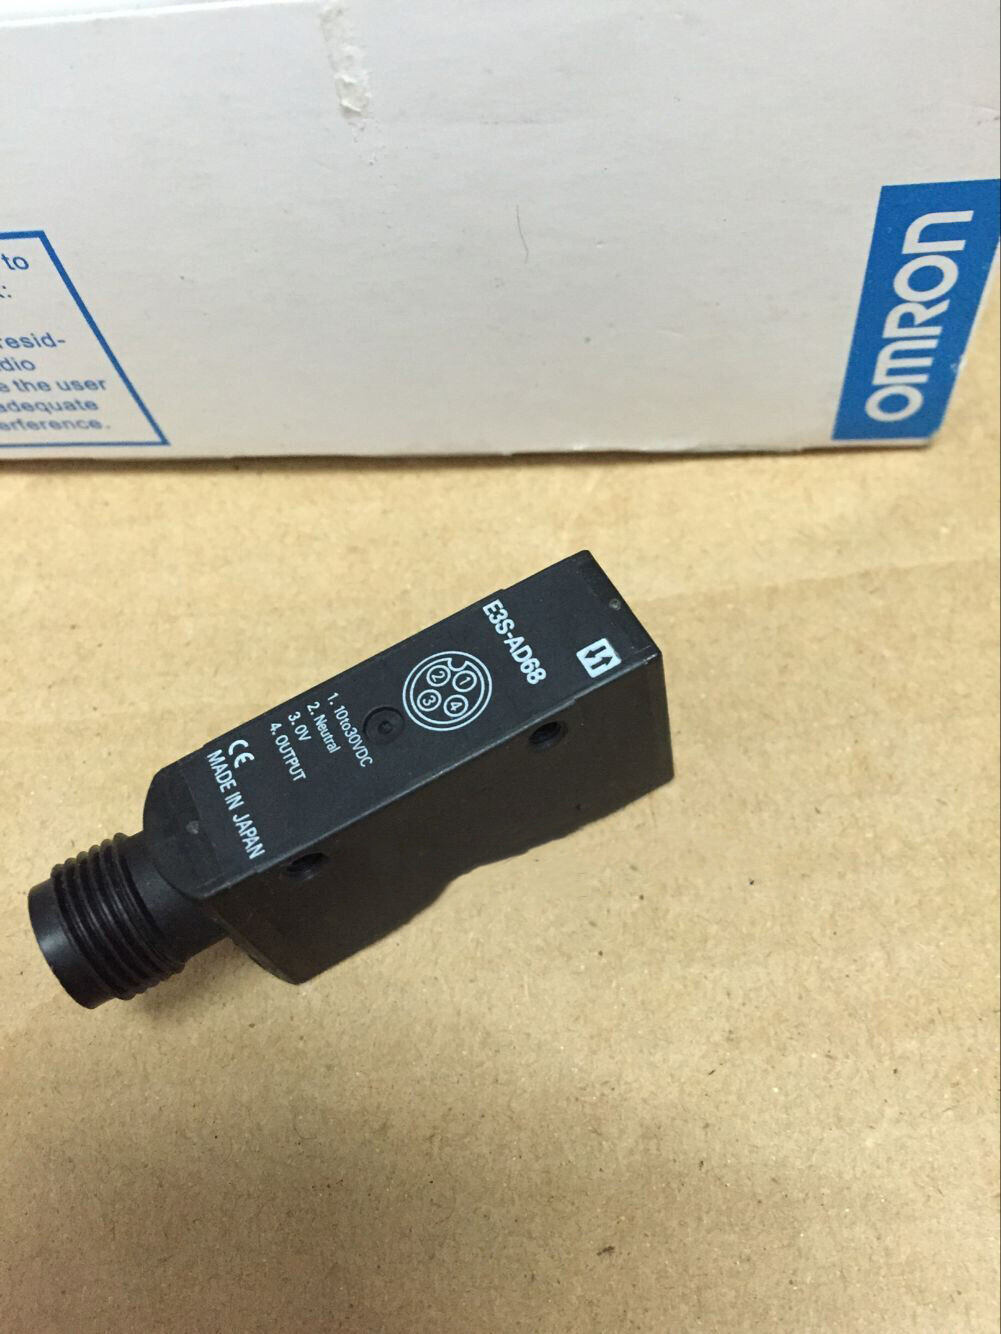 to
resid-
dio
e the user
adequate
erference.
OMRON
E3S-AD68
1
2
3
4
1. 10to30VDC
2. Neutral
3. 0V
4. OUTPUT
CE
MADE IN JAPAN